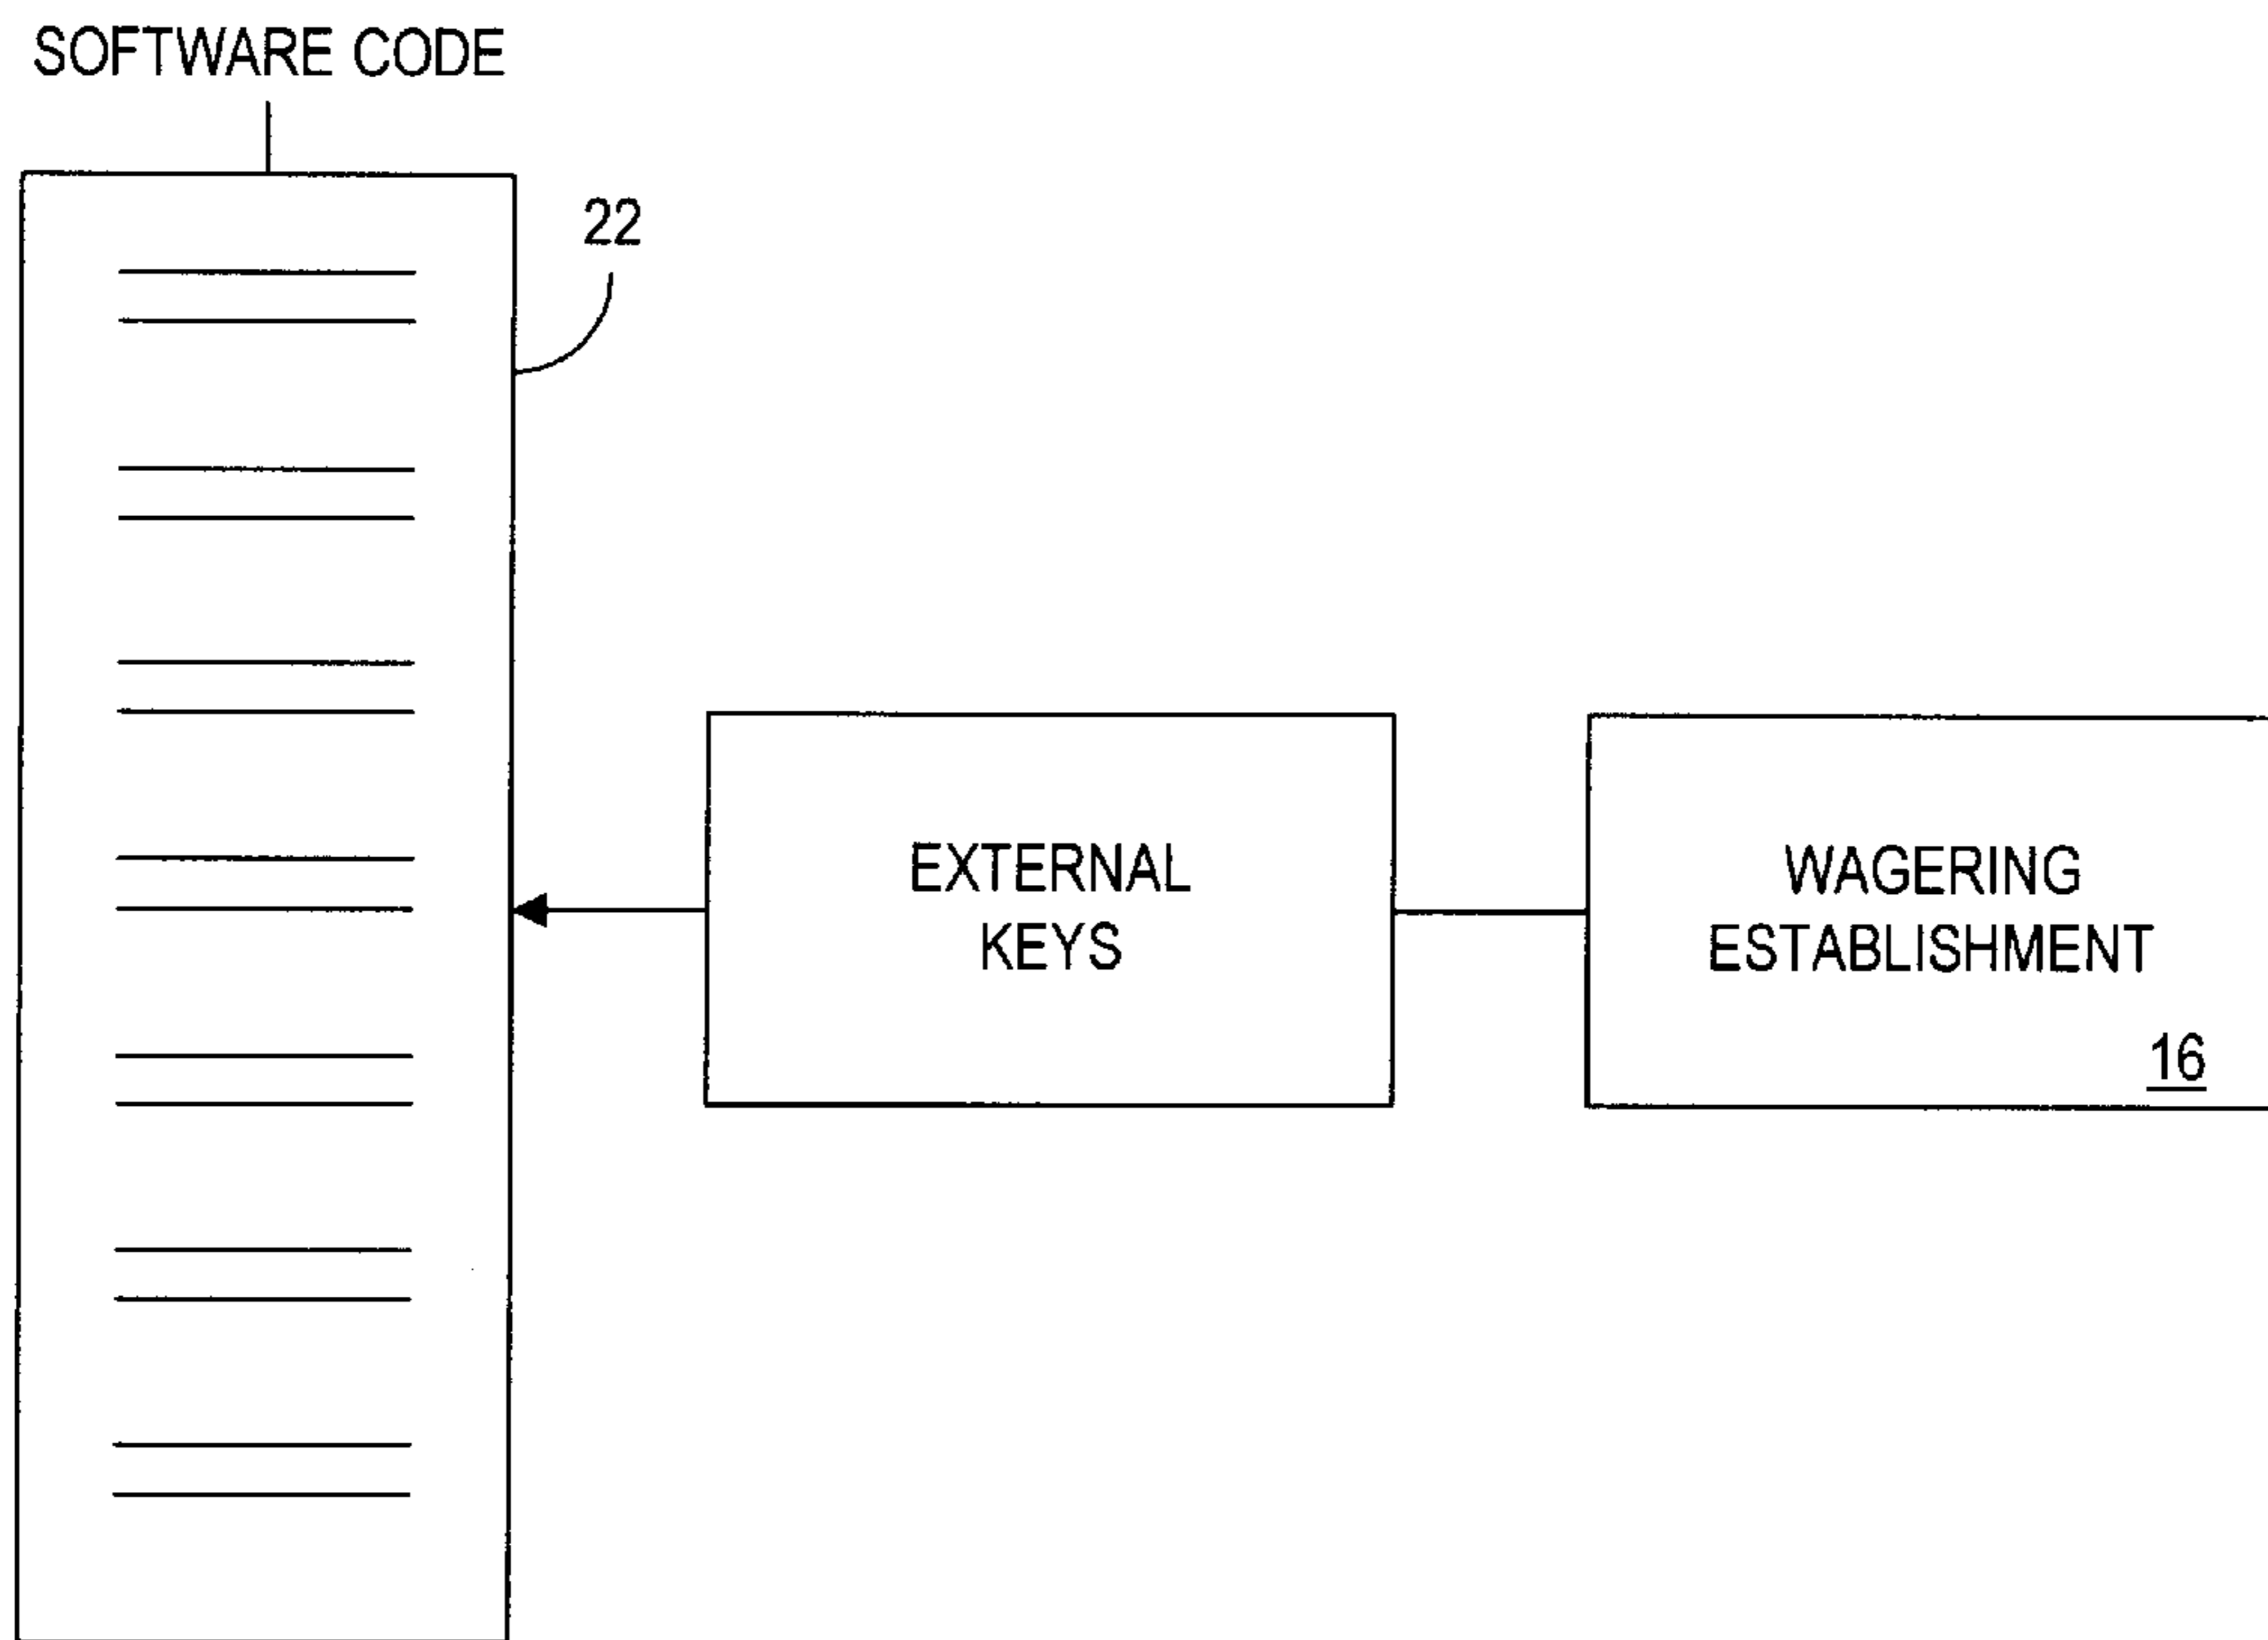 SOFTWARE CODE
22
EXTERNAL
KEYS
WAGERING
ESTABLISHMENT
16